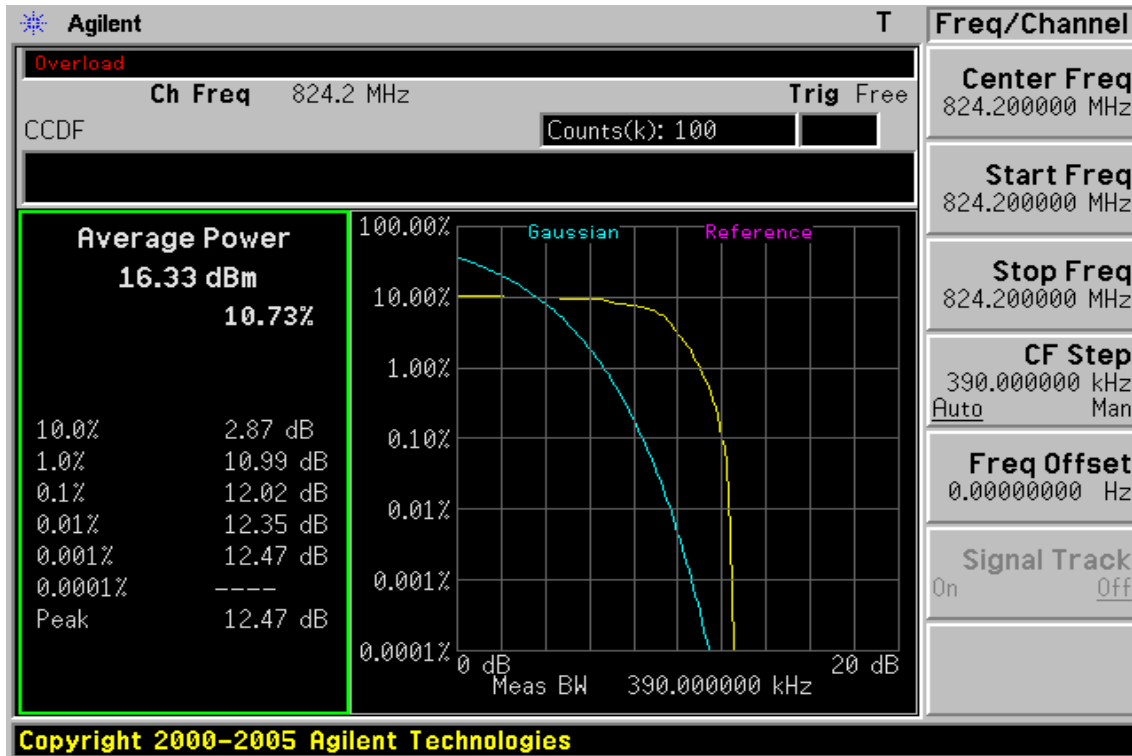 Agilent T
Overload
Ch Freq 824.2 MHz Trig Free
CCDF Counts(k): 100
Average Power
16.33 dBm
10.73%
10.0% 2.87 dB
1.0% 10.99 dB
0.1% 12.02 dB
0.01% 12.35 dB
0.001% 12.47 dB
0.0001% ----
Peak 12.47 dB
Gaussian Reference
100.00%
10.00%
1.00%
0.10%
0.01%
0.001%
0.0001%
0 dB 20 dB
Meas BW 390.000000 kHz
Freq/Channel
Center Freq
824.200000 MHz
Start Freq
824.200000 MHz
Stop Freq
824.200000 MHz
CF Step
390.000000 kHz
Auto Man
Freq Offset
0.00000000 Hz
Signal Track
On Off
Copyright 2000-2005 Agilent Technologies